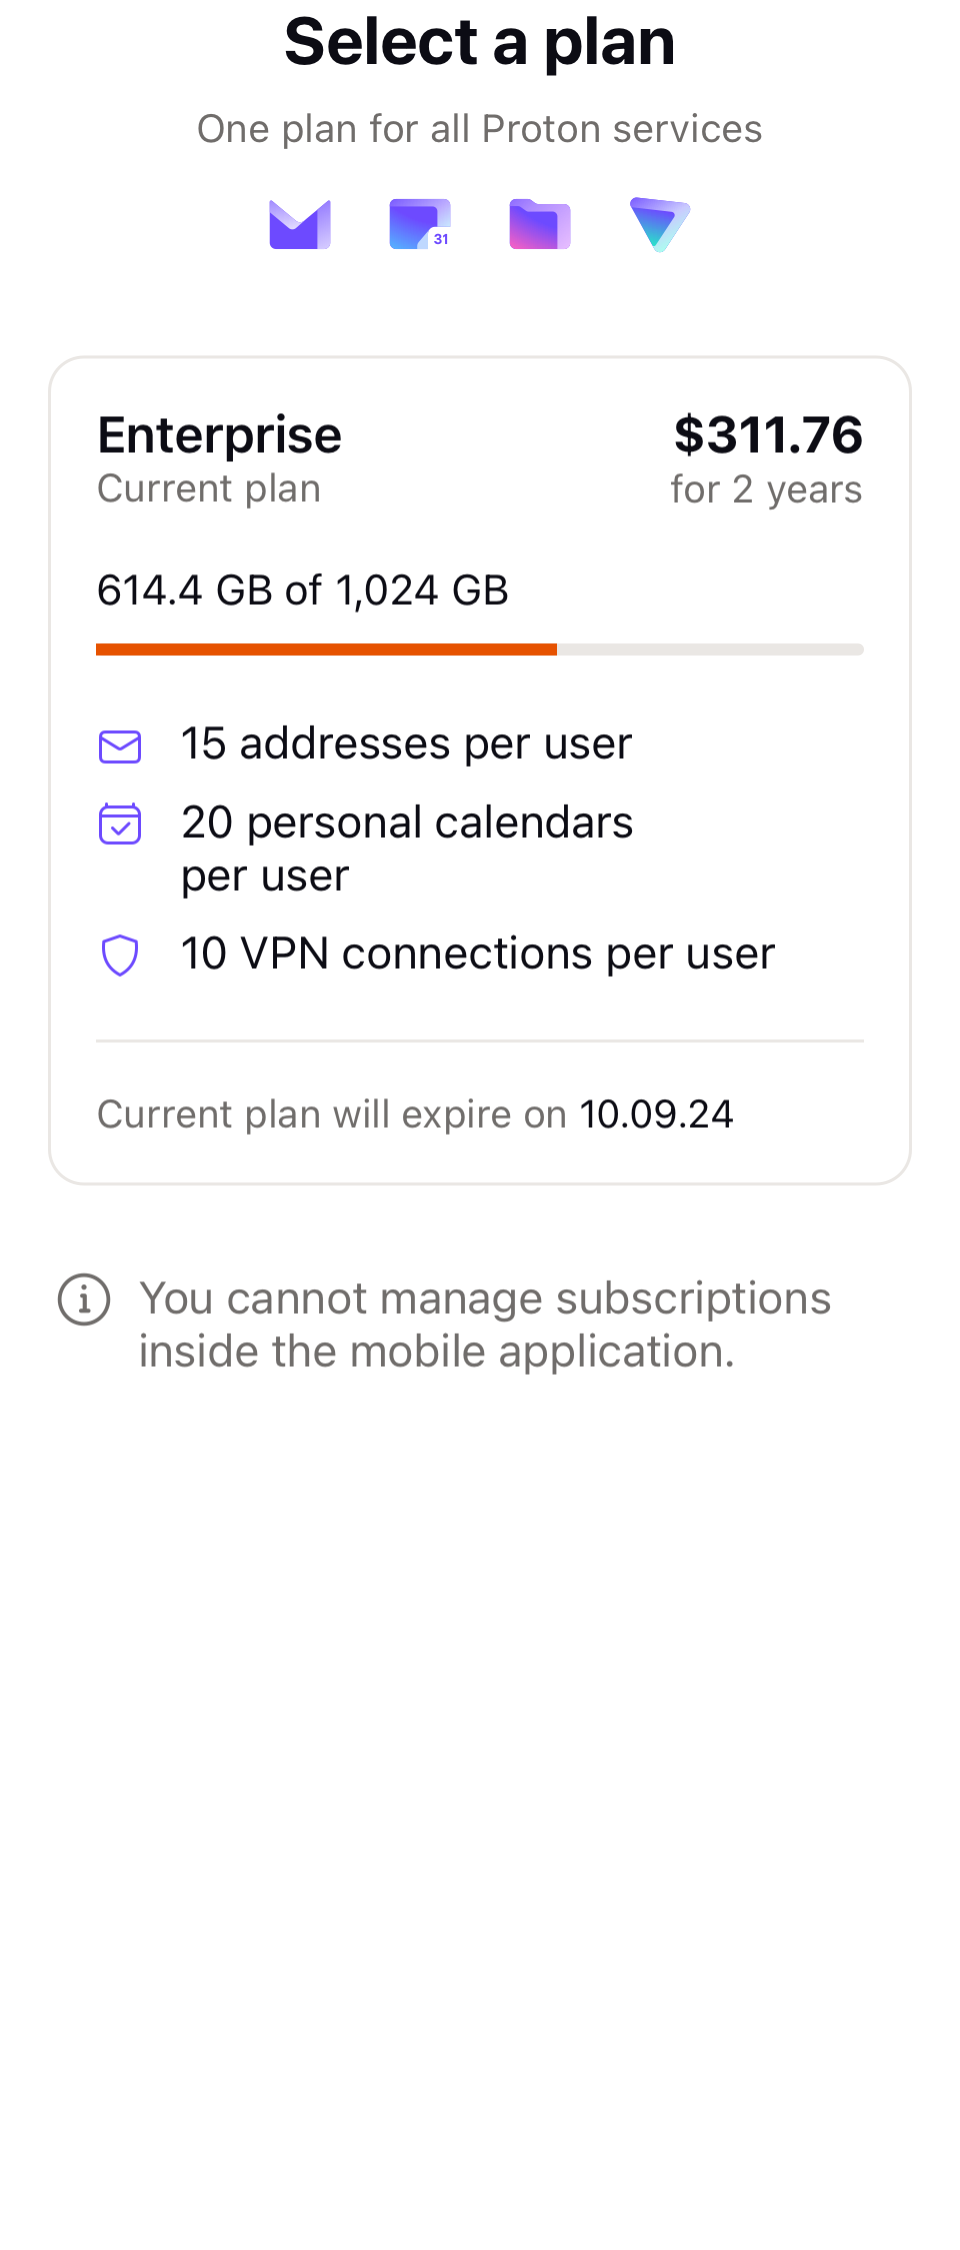 Select a plan
One plan for all Proton services
31
Enterprise
$311.76
Current plan
for 2 years
614.4 GB of 1,024 GB
15 addresses per user
20 personal calendars
per user
10 VPN connections per user
Current plan will expire on 10.09.24
You cannot manage subscriptions
inside the mobile application.